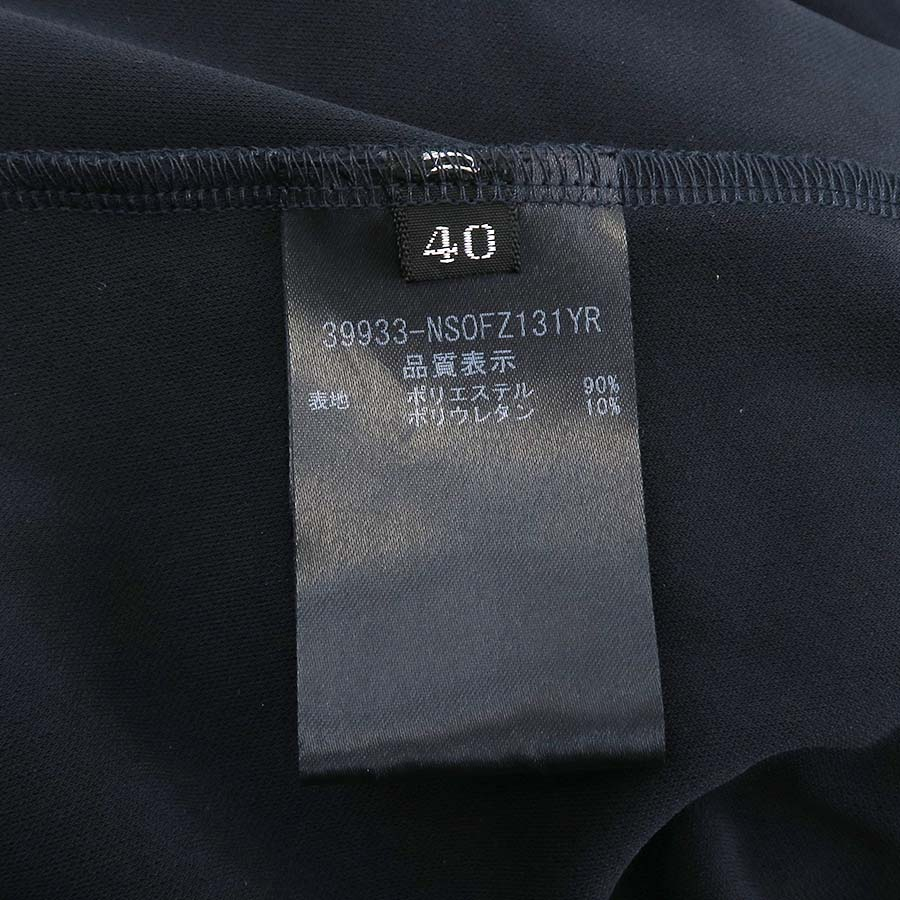 40
39933-NSOFZ131YR
品質表示
表地 ポリエステル 90%
ポリウレタン 10%